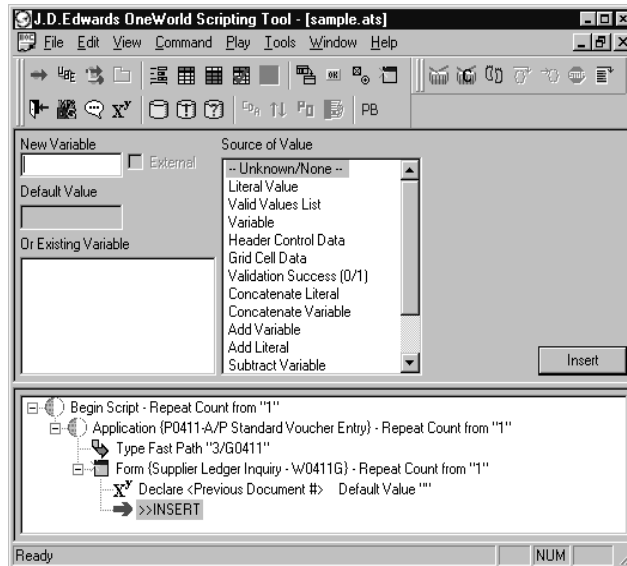 J.D.Edwards OneWorld Scripting Tool - [sample.ats]
File Edit View Command Play Tools Window Help
UBE OK STOP
X^Y T ? PB
New Variable
External
Source of Value
-- Unknown/None --
Literal Value
Valid Values List
Variable
Header Control Data
Grid Cell Data
Validation Success (0/1)
Concatenate Literal
Concatenate Variable
Add Variable
Add Literal
Subtract Variable
Default Value
Or Existing Variable
Insert
Begin Script - Repeat Count from "1"
Application {P0411-A/P Standard Voucher Entry} - Repeat Count from "1"
Type Fast Path "3/G0411"
Form {Supplier Ledger Inquiry - W0411G} - Repeat Count from "1"
X^Y Declare <Previous Document #> Default Value ""
>>INSERT
Ready
NUM